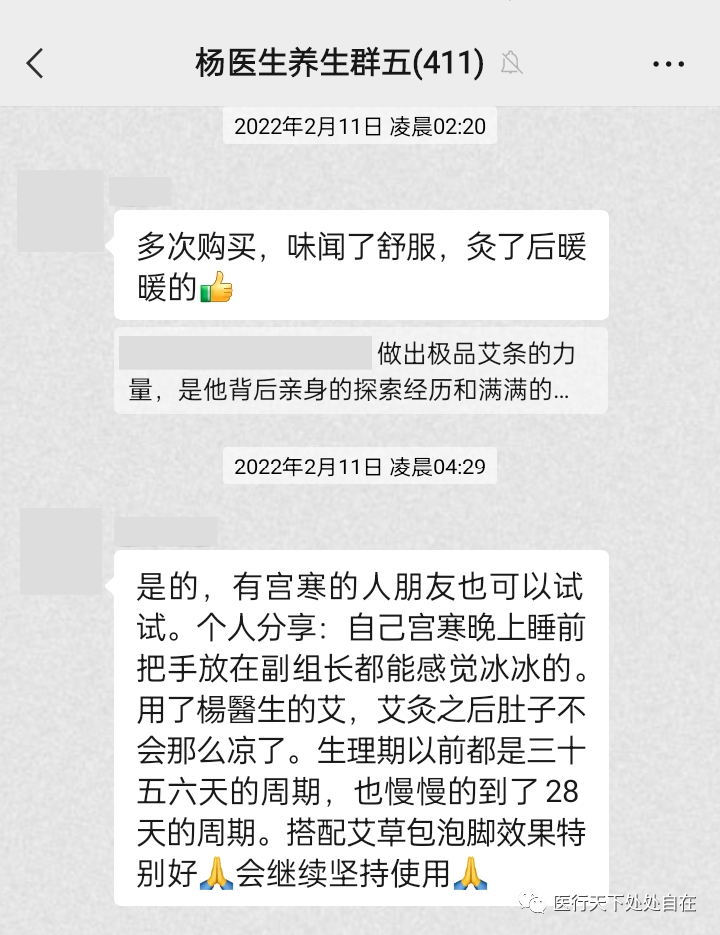 杨医生养生群五(411)
2022年2月11日 凌晨02:20
多次购买，味闻了舒服，灸了后暖
暖的👍
做出极品艾条的力
量，是他背后亲身的探索经历和满满的...
2022年2月11日 凌晨04:29
是的，有宫寒的人朋友也可以试
试。个人分享：自己宫寒晚上睡前
把手放在副组长都能感觉冰冰的。
用了楊醫生的艾，艾灸之后肚子不
会那么凉了。生理期以前都是三十
五六天的周期，也慢慢的到了28
天的周期。搭配艾草包泡脚效果特
别好🙏会继续坚持使用🙏
医行天下处处自在